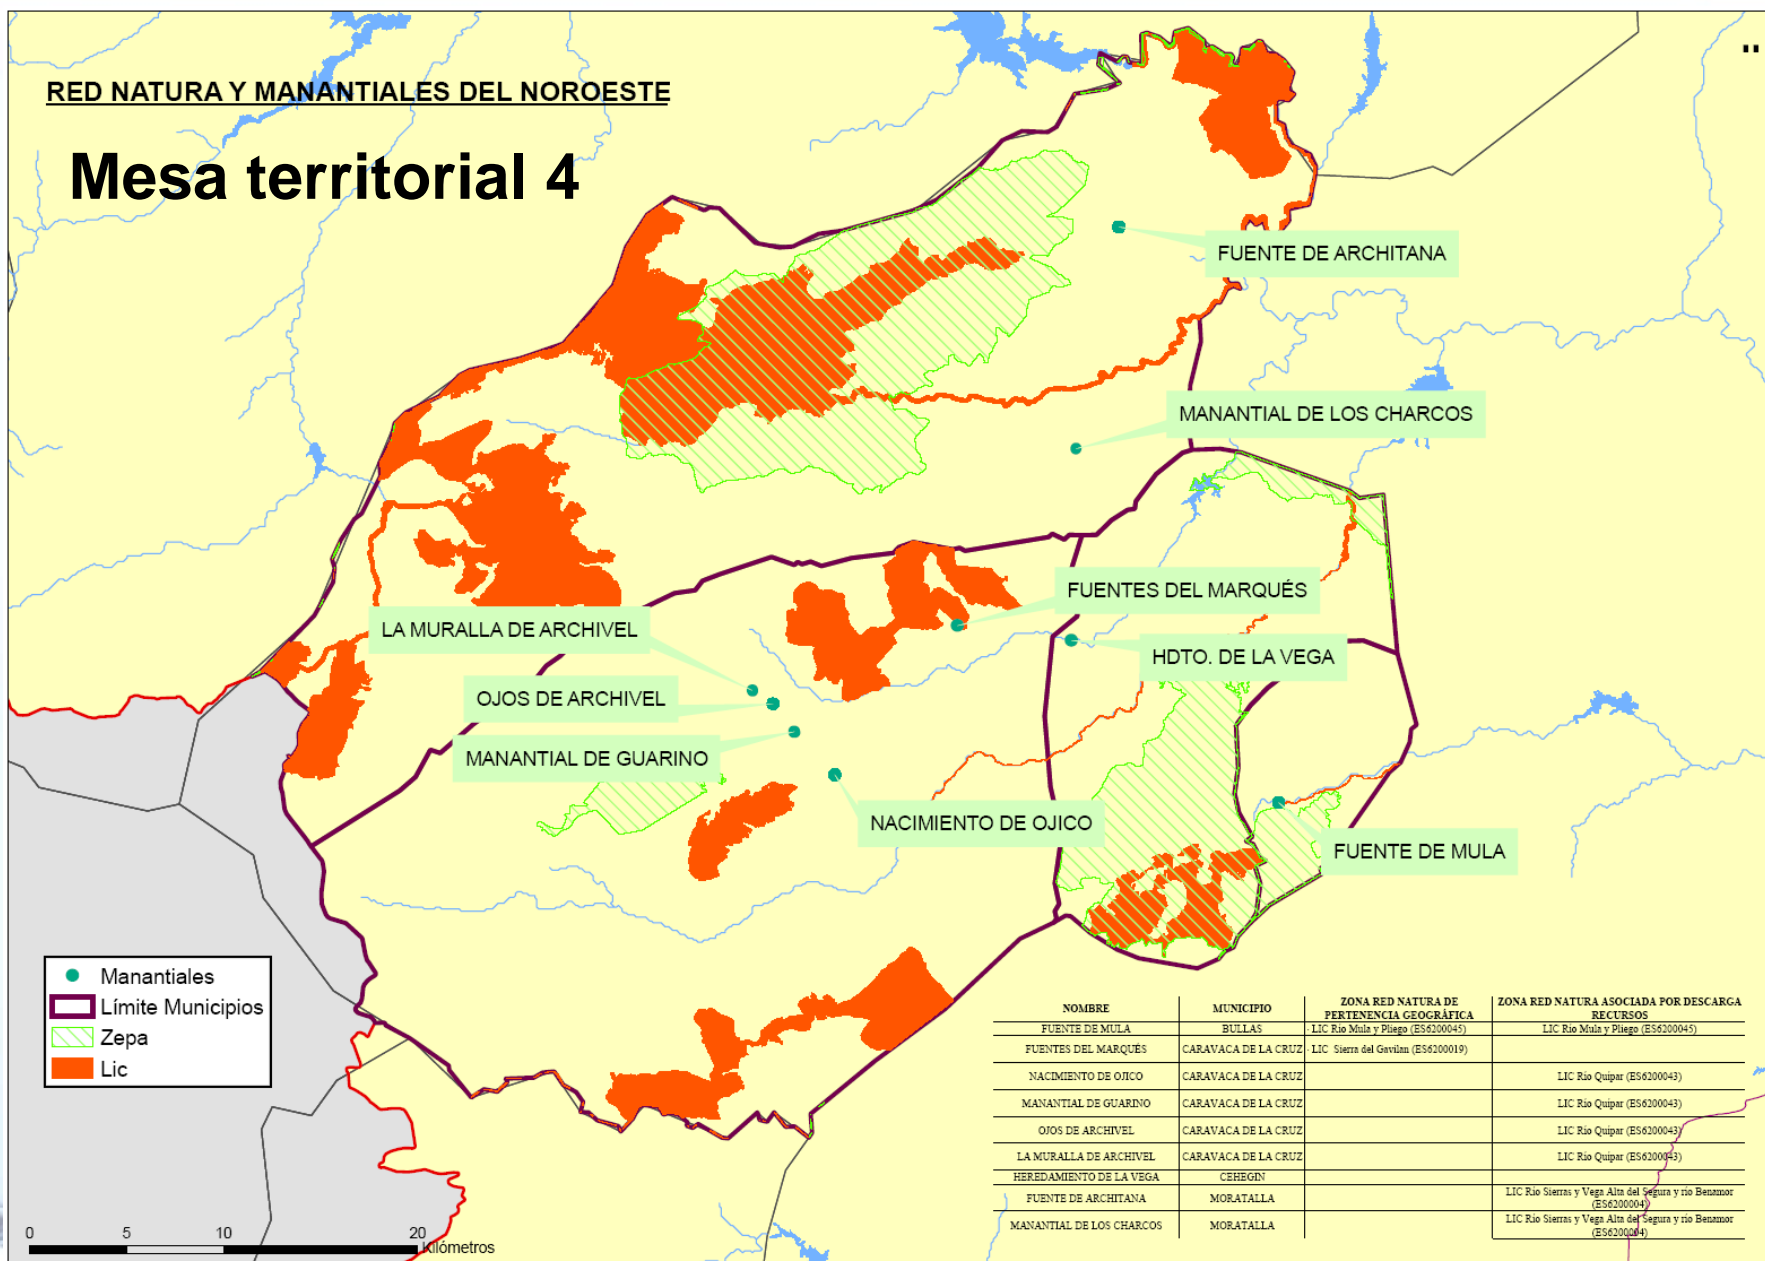 RED NATURA Y MANANTIALES DEL NOROESTE
Mesa territorial 4
FUENTE DE ARCHITANA
MANANTIAL DE LOS CHARCOS
FUENTES DEL MARQUÉS
LA MURALLA DE ARCHIVEL
HDTO. DE LA VEGA
OJOS DE ARCHIVEL
MANANTIAL DE GUARINO
NACIMIENTO DE OJICO
FUENTE DE MULA
Manantiales
Límite Municipios
Zepa
Lic
0 5 10 20
Kilómetros
NOMBRE MUNICIPIO ZONA RED NATURA DE PERTENENCIA GEOGRÁFICA ZONA RED NATURA ASOCIADA POR DESCARGA RECURSOS
FUENTE DE MULA BULLAS - LIC Rio Mula y Pliego (ES6200045) LIC Rio Mula y Pliego (ES6200045)
FUENTES DEL MARQUÉS CARAVACA DE LA CRUZ - LIC Sierra del Gavilan (ES6200019)
NACIMIENTO DE OJICO CARAVACA DE LA CRUZ LIC Rio Quipar (ES6200043)
MANANTIAL DE GUARINO CARAVACA DE LA CRUZ LIC Rio Quipar (ES6200043)
OJOS DE ARCHIVEL CARAVACA DE LA CRUZ LIC Rio Quipar (ES6200043)
LA MURALLA DE ARCHIVEL CARAVACA DE LA CRUZ LIC Rio Quipar (ES6200043)
HEREDAMIENTO DE LA VEGA CEHEGIN
FUENTE DE ARCHITANA MORATALLA LIC Rio Sierras y Vega Alta del Segura y rio Benamor
(ES6200004)
MANANTIAL DE LOS CHARCOS MORATALLA LIC Rio Sierras y Vega Alta del Segura y rio Benamor
(ES6200004)